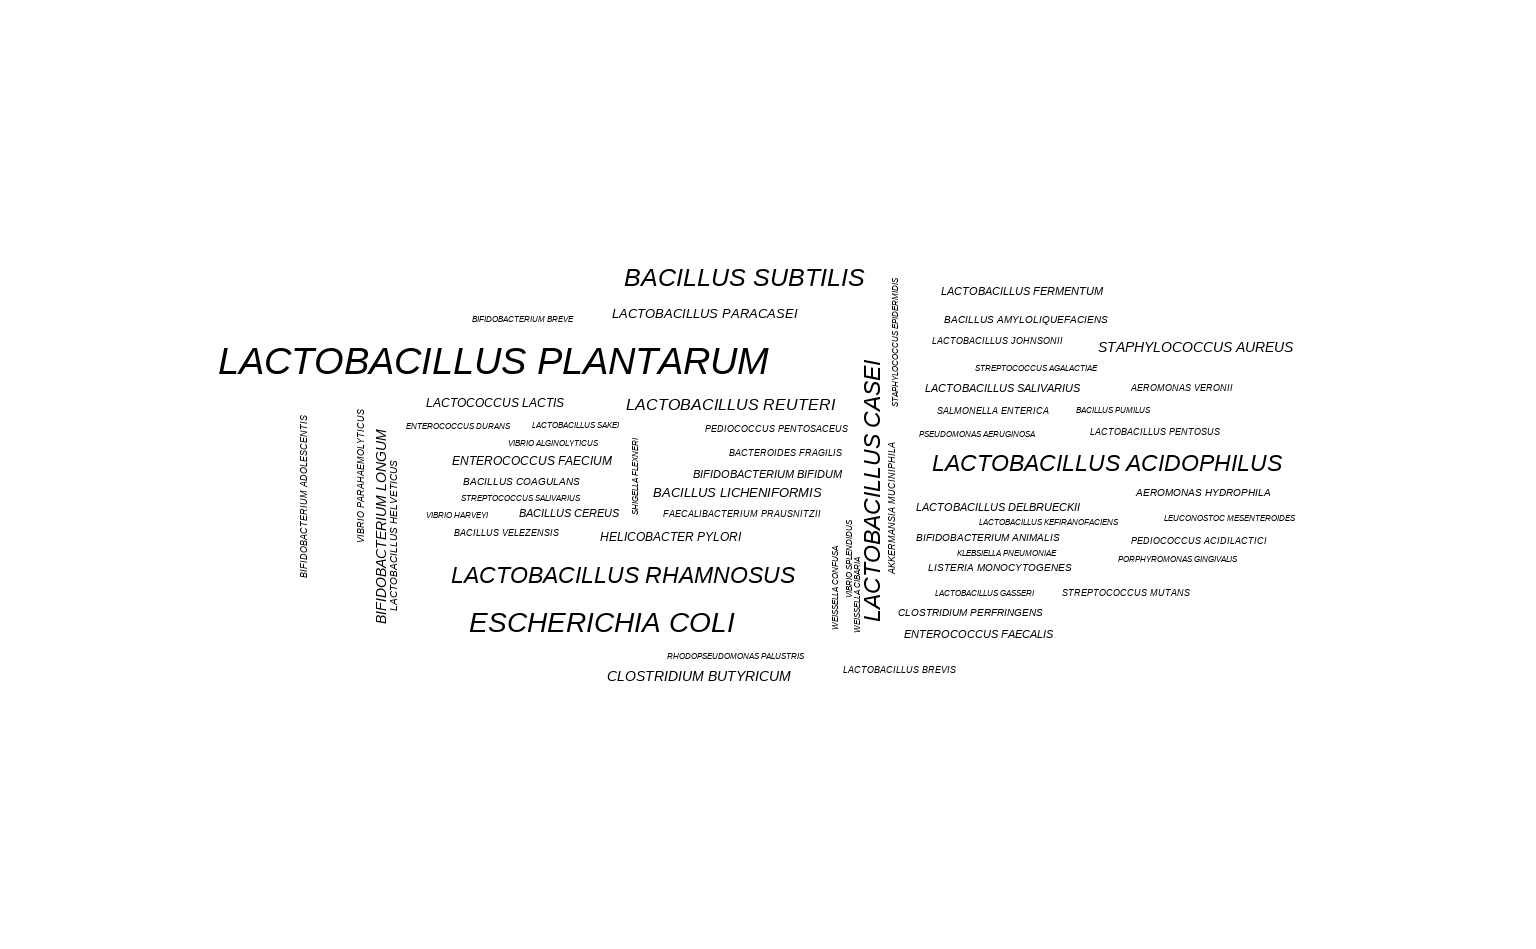 BACILLUS SUBTILIS
LACTOBACILLUS FERMENTUM
LACTOBACILLUS PARACASEI
BIFIDOBACTERIUM BREVE
BACILLUS AMYLOLIQUEFACIENS
STAPHYLOCOCCUS EPIDERMIDIS
LACTOBACILLUS JOHNSONII
STAPHYLOCOCCUS AUREUS
LACTOBACILLUS PLANTARUM
STREPTOCOCCUS AGALACTIAE
LACTOBACILLUS SALIVARIUS
AEROMONAS VERONII
LACTOCOCCUS LACTIS
LACTOBACILLUS REUTERI
SALMONELLA ENTERICA
BACILLUS PUMILUS
ENTEROCOCCUS DURANS
LACTOBACILLUS SAKEI
PEDIOCOCCUS PENTOSACEUS
PSEUDOMONAS AERUGINOSA
LACTOBACILLUS PENTOSUS
VIBRIO ALGINOLYTICUS
BACTEROIDES FRAGILIS
ENTEROCOCCUS FAECIUM
LACTOBACILLUS ACIDOPHILUS
BIFIDOBACTERIUM BIFIDUM
BACILLUS COAGULANS
SHIGELLA FLEXNERI
BACILLUS LICHENIFORMIS
AEROMONAS HYDROPHILA
STREPTOCOCCUS SALIVARIUS
LACTOBACILLUS CASEI
BIFIDOBACTERIUM ADOLESCENTIS
VIBRIO PARAHAEMOLYTICUS
BIFIDOBACTERIUM LONGUM
LACTOBACILLUS HELVETICUS
AKKERMANSIA MUCINIPHILA
LACTOBACILLUS DELBRUECKII
VIBRIO HARVEYI
BACILLUS CEREUS
FAECALIBACTERIUM PRAUSNITZII
LACTOBACILLUS KEFIRANOFACIENS
LEUCONOSTOC MESENTEROIDES
BACILLUS VELEZENSIS
HELICOBACTER PYLORI
BIFIDOBACTERIUM ANIMALIS
PEDIOCOCCUS ACIDILACTICI
KLEBSIELLA PNEUMONIAE
PORPHYROMONAS GINGIVALIS
LISTERIA MONOCYTOGENES
LACTOBACILLUS RHAMNOSUS
WEISSELLA CONFUSA
VIBRIO SPLENDIDUS
WEISSELLA CIBARIA
LACTOBACILLUS GASSERI
STREPTOCOCCUS MUTANS
CLOSTRIDIUM PERFRINGENS
ESCHERICHIA COLI
ENTEROCOCCUS FAECALIS
RHODOPSEUDOMONAS PALUSTRIS
LACTOBACILLUS BREVIS
CLOSTRIDIUM BUTYRICUM